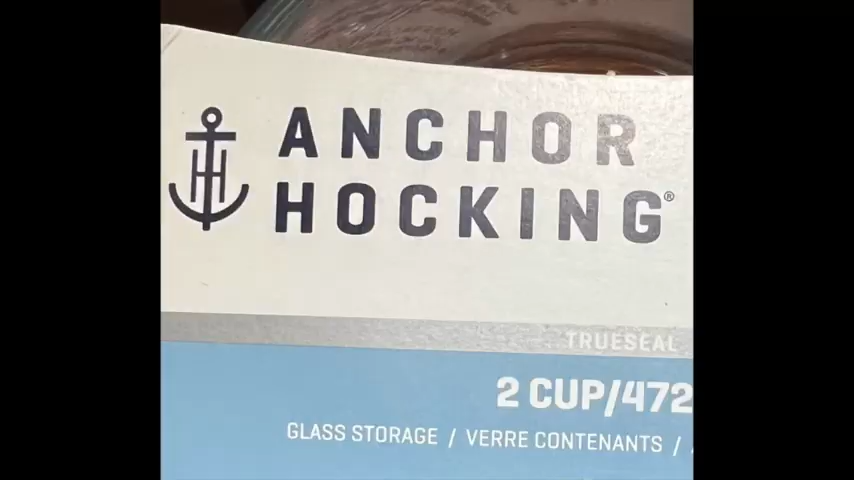 ANCHOR
HOCKING®
TRUESEAL
2 CUP/472
GLASS STORAGE / VERRE CONTENANTS /